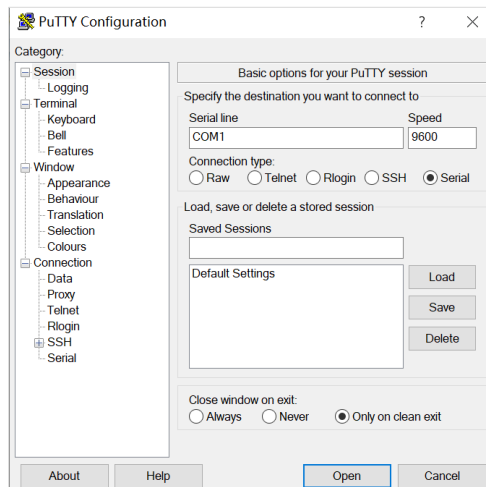 PuTTY Configuration
? ×
Category:
Session
Logging
Terminal
Keyboard
Bell
Features
Window
Appearance
Behaviour
Translation
Selection
Colours
Connection
Data
Proxy
Telnet
Rlogin
SSH
Serial
Basic options for your PuTTY session
Specify the destination you want to connect to
Serial line Speed
COM1 9600
Connection type:
Raw Telnet Rlogin SSH Serial
Load, save or delete a stored session
Saved Sessions
Default Settings
Load
Save
Delete
Close window on exit:
Always Never Only on clean exit
About Help Open Cancel